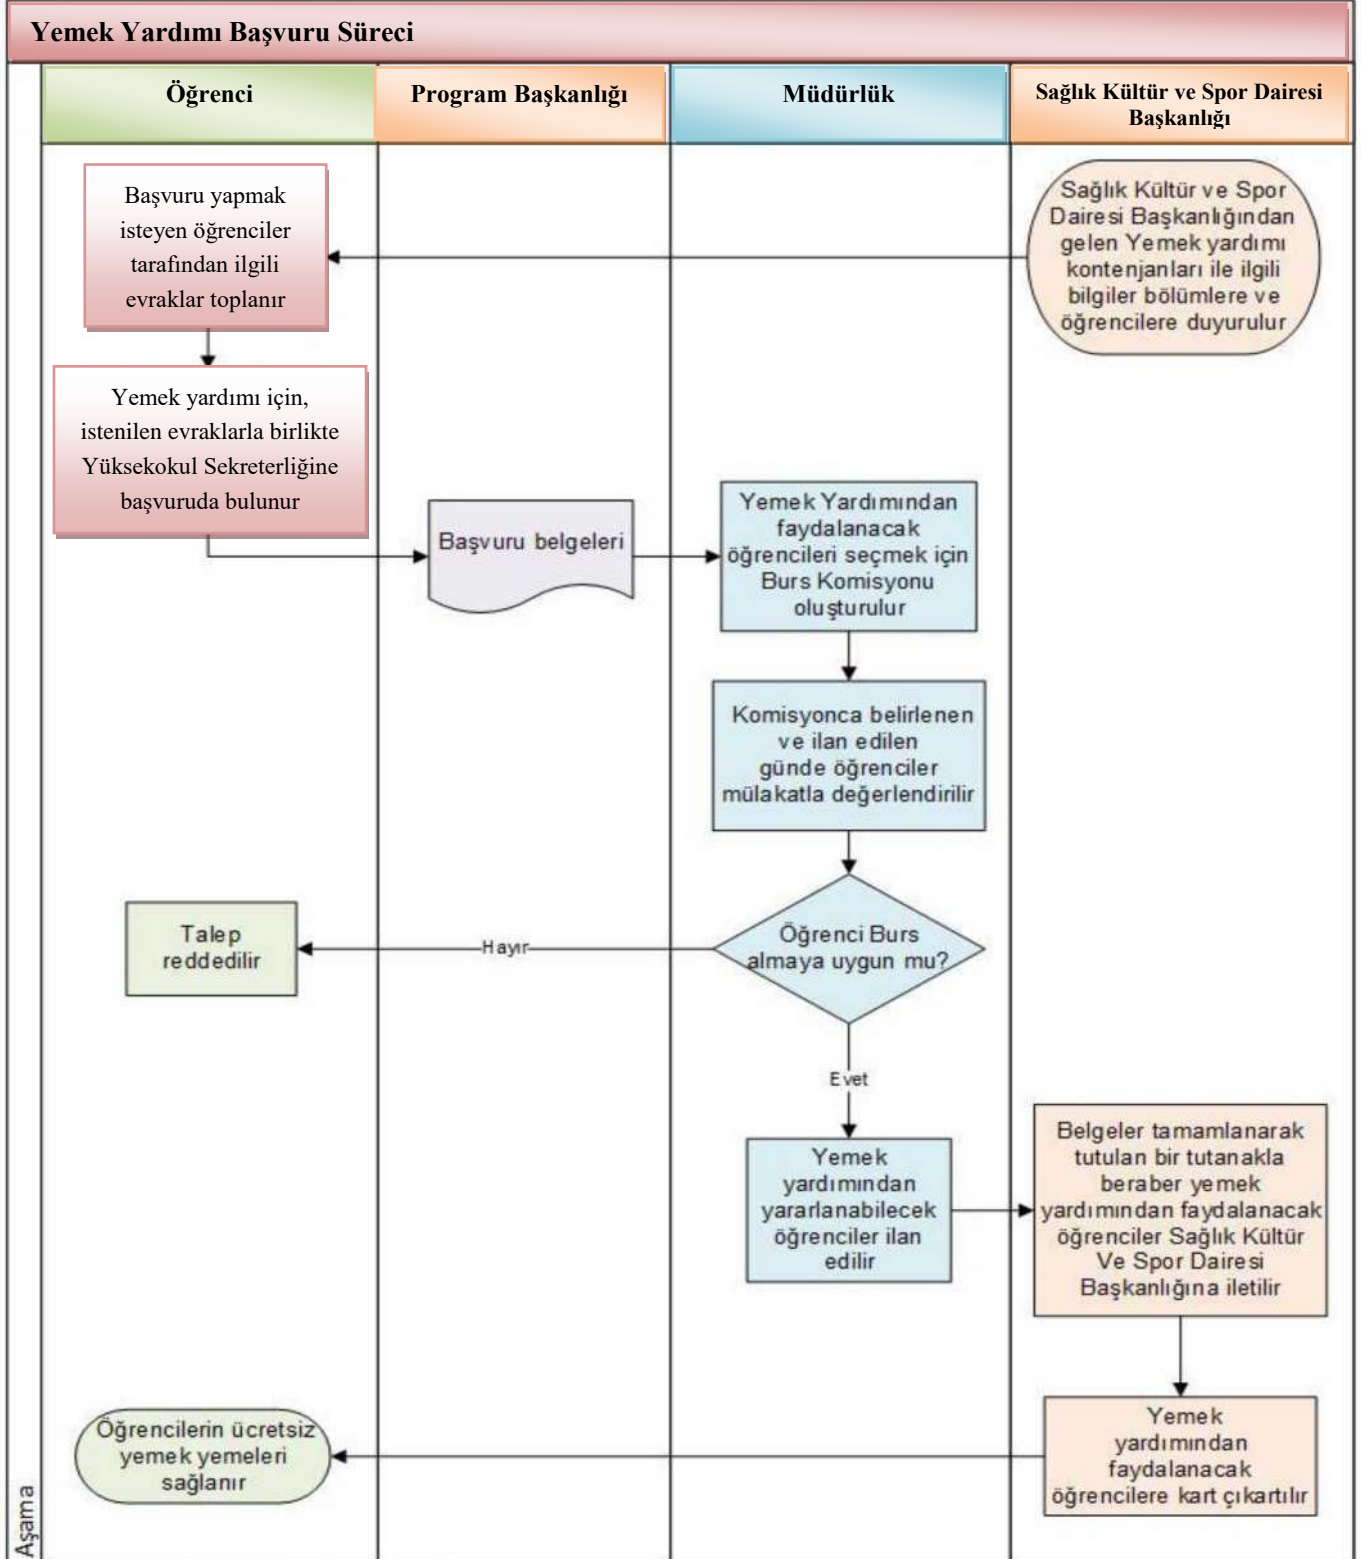 Yemek Yardımı Başvuru Süreci
Öğrenci
Program Başkanlığı
Müdürlük
Sağlık Kültür ve Spor Dairesi
Başkanlığı
Sağlık Kültür ve Spor
Dairesi Başkanlığından
gelen Yemek yardımı
kontenjanları ile ilgili
bilgiler bölümlere ve
öğrencilere duyurulur
Başvuru yapmak
isteyen öğrenciler
tarafından ilgili
evraklar toplanır
Yemek yardımı için,
istenilen evraklarla birlikte
Yüksekokul Sekreterliğine
başvuruda bulunur
Başvuru belgeleri
Yemek Yardımından
faydalanacak
öğrencileri seçmek için
Burs Komisyonu
oluşturulur
Komisyonca belirlenen
ve ilan edilen
günde öğrenciler
mülakatla değerlendirilir
Öğrenci Burs
almaya uygun mu?
Hayır
Talep
reddedilir
Evet
Yemek
yardımından
yararlanabilecek
öğrenciler ilan
edilir
Belgeler tamamlanarak
tutulan bir tutanakla
beraber yemek
yardımından faydalanacak
öğrenciler Sağlık Kültür
Ve Spor Dairesi
Başkanlığına iletilir
Yemek
yardımından
faydalanacak
öğrencilere kart çıkartılır
Öğrencilerin ücretsiz
yemek yemeleri
sağlanır
Aşama